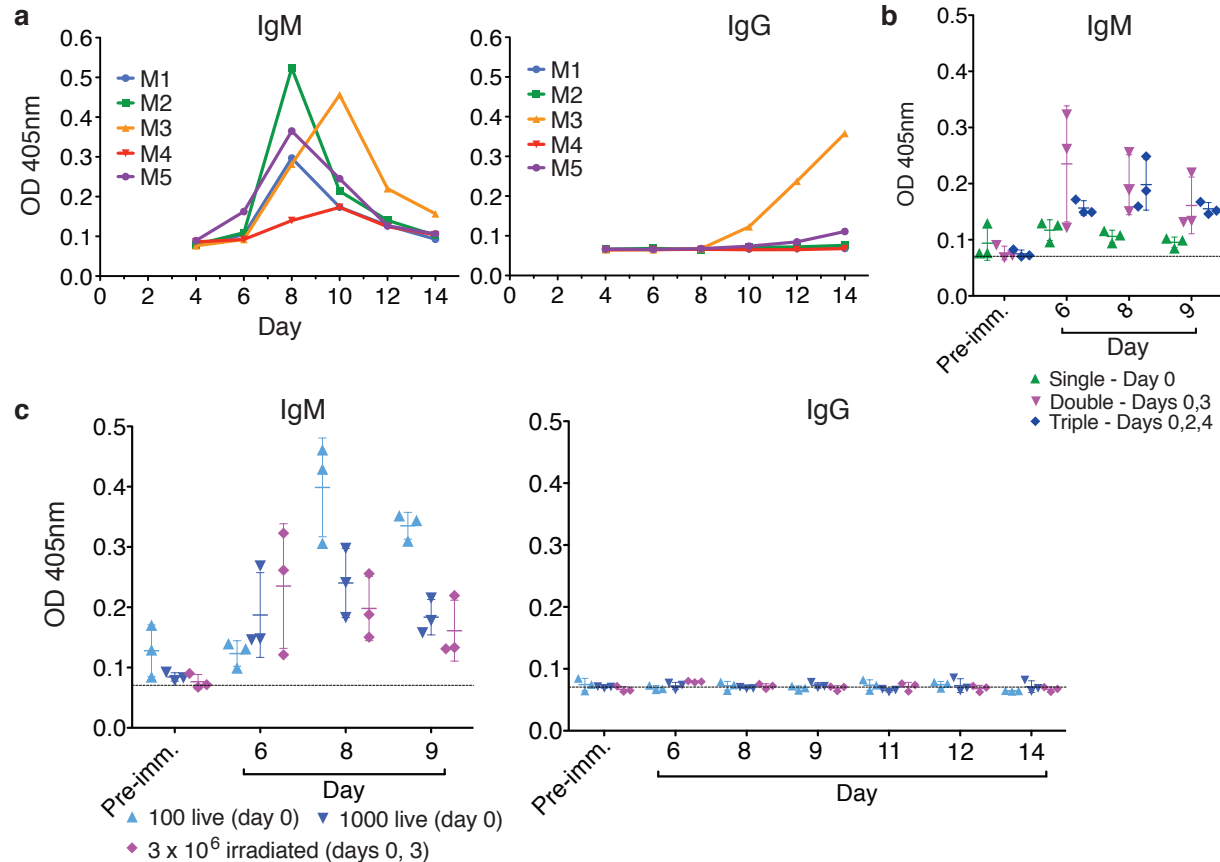 a
IgM
OD 405nm
0.6
0.5
0.4
0.3
0.2
0.1
0.0
M1
M2
M3
M4
M5
0 2 4 6 8 10 12 14
Day
IgG
0.6
0.5
0.4
0.3
0.2
0.1
0.0
M1
M2
M3
M4
M5
0 2 4 6 8 10 12 14
b
IgM
OD 405nm
0.5
0.4
0.3
0.2
0.1
0.0
Pre-imm. 6 8 9
Day
Single - Day 0
Double - Days 0,3
Triple - Days 0,2,4
c
IgM
OD 405nm
0.5
0.4
0.3
0.2
0.1
0.0
Pre-imm. 6 8 9
Day
100 live (day 0) 1000 live (day 0)
3 x 10⁶ irradiated (days 0, 3)
IgG
0.5
0.4
0.3
0.2
0.1
0.0
Pre-imm. 6 8 9 11 12 14
Day